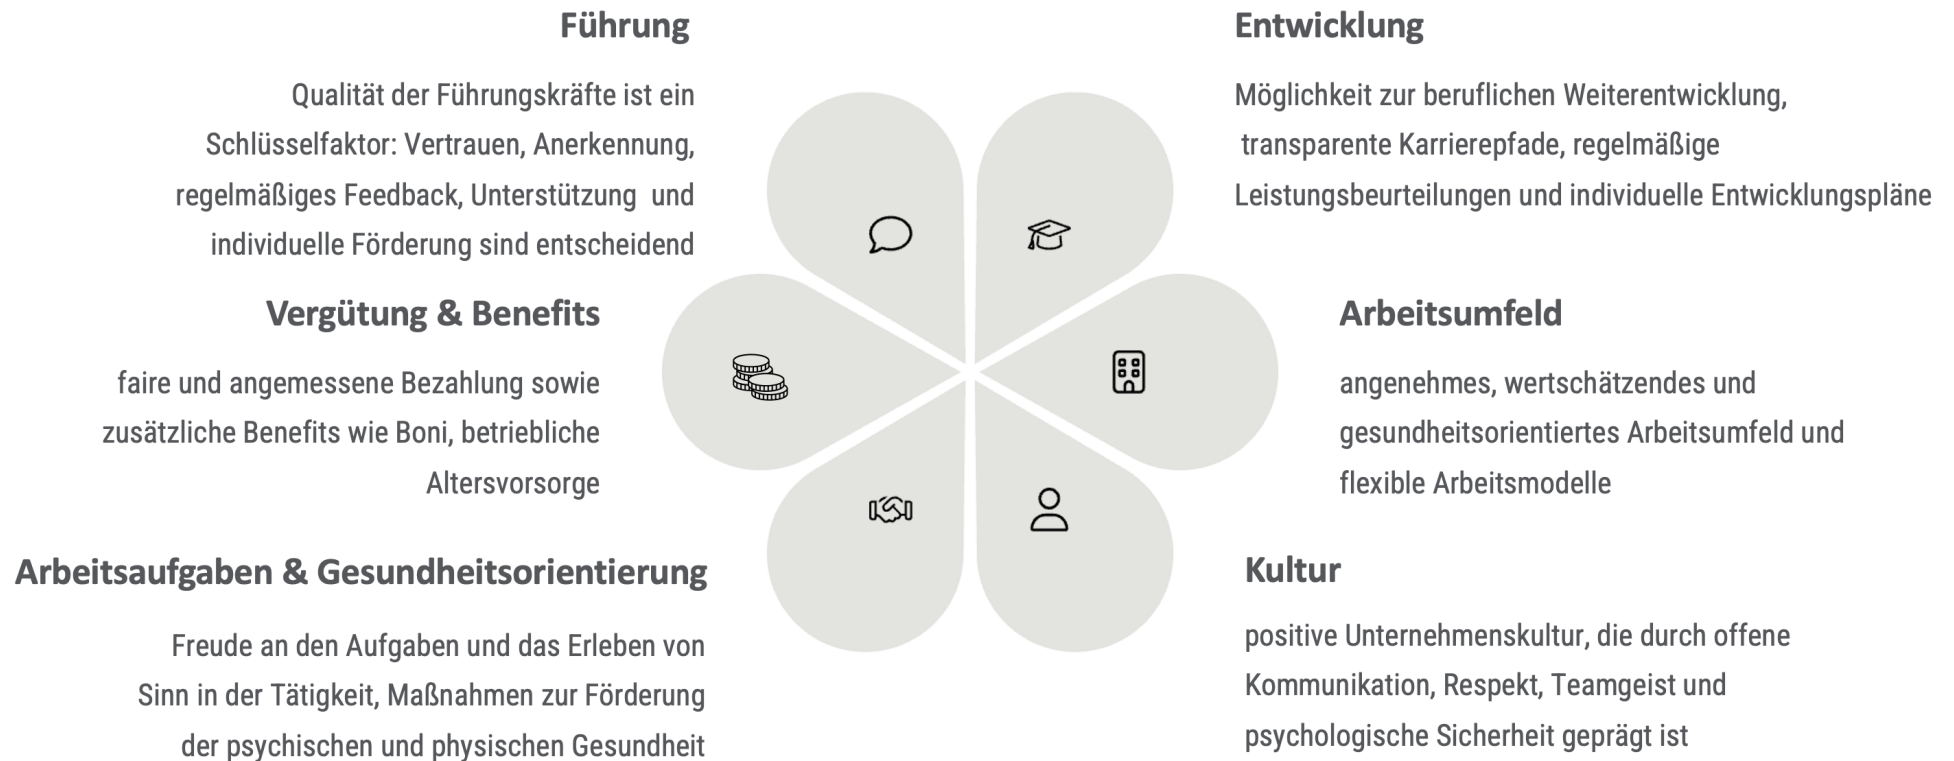 Führung
Qualität der Führungskräfte ist ein
Schlüsselfaktor: Vertrauen, Anerkennung,
regelmäßiges Feedback, Unterstützung  und
individuelle Förderung sind entscheidend
Entwicklung
Möglichkeit zur beruflichen Weiterentwicklung,
transparente Karrierepfade, regelmäßige
Leistungsbeurteilungen und individuelle Entwicklungspläne
Vergütung & Benefits
faire und angemessene Bezahlung sowie
zusätzliche Benefits wie Boni, betriebliche
Altersvorsorge
Arbeitsumfeld
angenehmes, wertschätzendes und
gesundheitsorientiertes Arbeitsumfeld und
flexible Arbeitsmodelle
Arbeitsaufgaben & Gesundheitsorientierung
Freude an den Aufgaben und das Erleben von
Sinn in der Tätigkeit, Maßnahmen zur Förderung
der psychischen und physischen Gesundheit
Kultur
positive Unternehmenskultur, die durch offene
Kommunikation, Respekt, Teamgeist und
psychologische Sicherheit geprägt ist